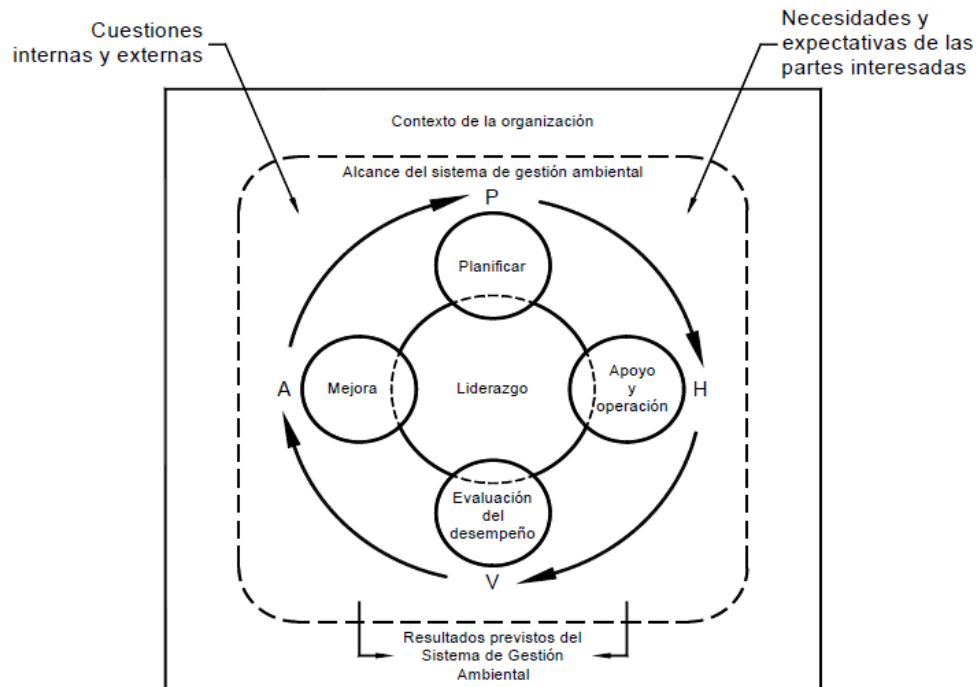 Cuestiones
internas y externas
Necesidades y
expectativas de las
partes interesadas
Contexto de la organización
Alcance del sistema de gestión ambiental
P
Planificar
A
Mejora
Liderazgo
Apoyo
y
operación
H
Evaluación
del
desempeño
V
Resultados previstos del
Sistema de Gestión
Ambiental